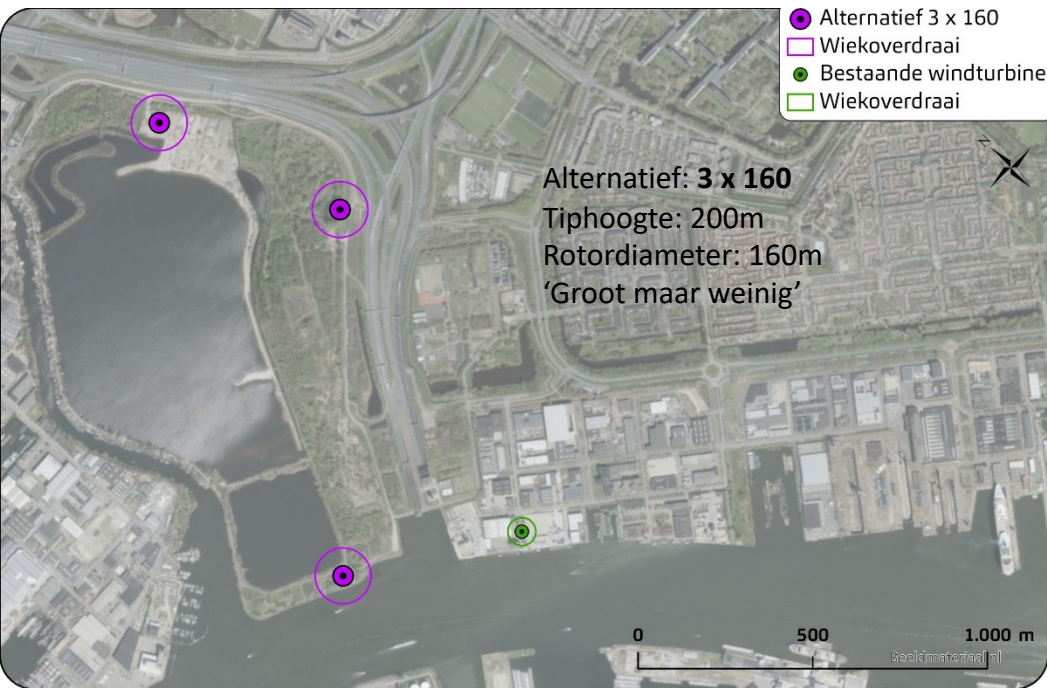 Alternatief 3 x 160
Wiekoverdraai
Bestaande windturbine
Wiekoverdraai
N
Alternatief: 3 x 160
Tiphoogte: 200m
Rotordiameter: 160m
‘Groot maar weinig’
0 500 1.000 m
Beeldmateriaal.nl